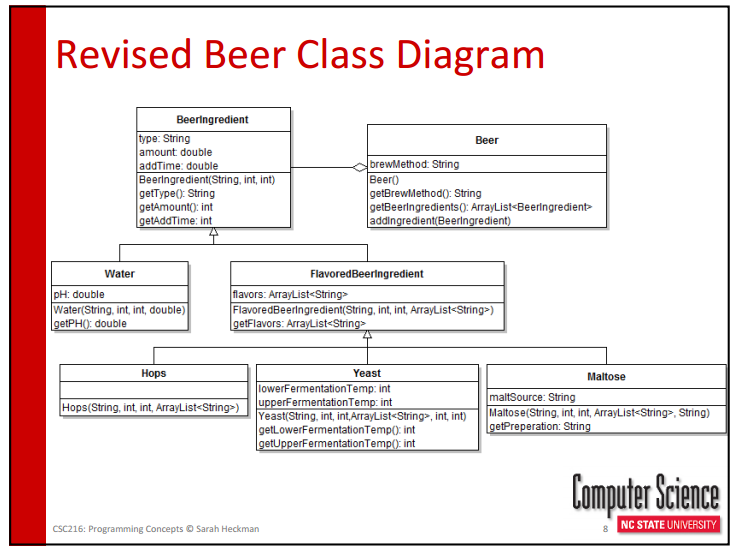 Revised Beer Class Diagram
BeerIngredient
type: String
amount: double
addTime: double
BeerIngredient(String, int, int)
getType(): String
getAmount(): int
getAddTime: int
Beer
brewMethod: String
Beer()
getBrewMethod(): String
getBeerIngredients(): ArrayList<BeerIngredient>
addIngredient(BeerIngredient)
Water
pH: double
Water(String, int, int, double)
getPH(): double
FlavoredBeerIngredient
flavors: ArrayList<String>
FlavoredBeerIngredient(String, int, int, ArrayList<String>)
getFlavors: ArrayList<String>
Hops
Hops(String, int, int, ArrayList<String>)
Yeast
lowerFermentationTemp: int
upperFermentationTemp: int
Yeast(String, int, int,ArrayList<String>, int, int)
getLowerFermentationTemp(): int
getUpperFermentationTemp(): int
Maltose
maltSource: String
Maltose(String, int, int, ArrayList<String>, String)
getPreperation: String
Computer Science
NC STATE UNIVERSITY
CSC216: Programming Concepts © Sarah Heckman
8